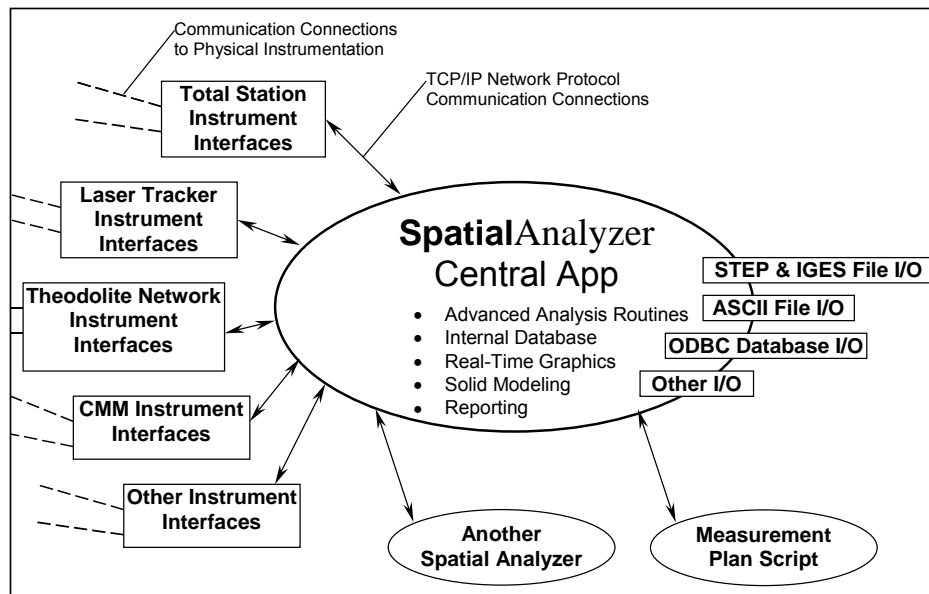 Communication Connections
to Physical Instrumentation
TCP/IP Network Protocol
Communication Connections
Total Station
Instrument
Interfaces
Laser Tracker
Instrument
Interfaces
Theodolite Network
Instrument
Interfaces
CMM Instrument
Interfaces
Other Instrument
Interfaces
SpatialAnalyzer
Central App
• Advanced Analysis Routines
• Internal Database
• Real-Time Graphics
• Solid Modeling
• Reporting
STEP & IGES File I/O
ASCII File I/O
ODBC Database I/O
Other I/O
Another
Spatial Analyzer
Measurement
Plan Script